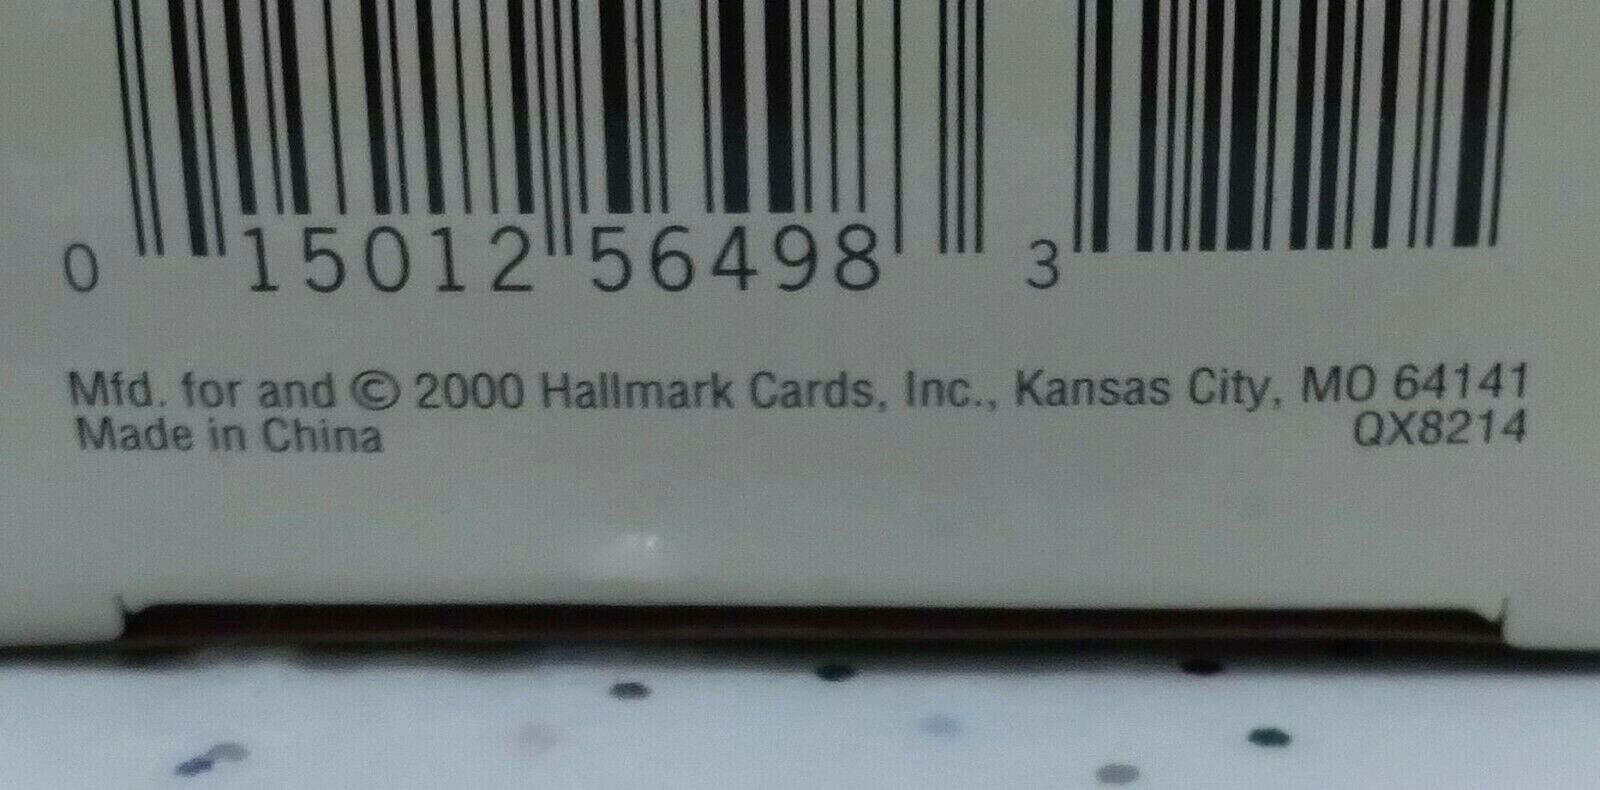 0 15012 56498 3
Mfd. for and © 2000 Hallmark Cards, Inc., Kansas City, MO 64141
Made in China QX8214